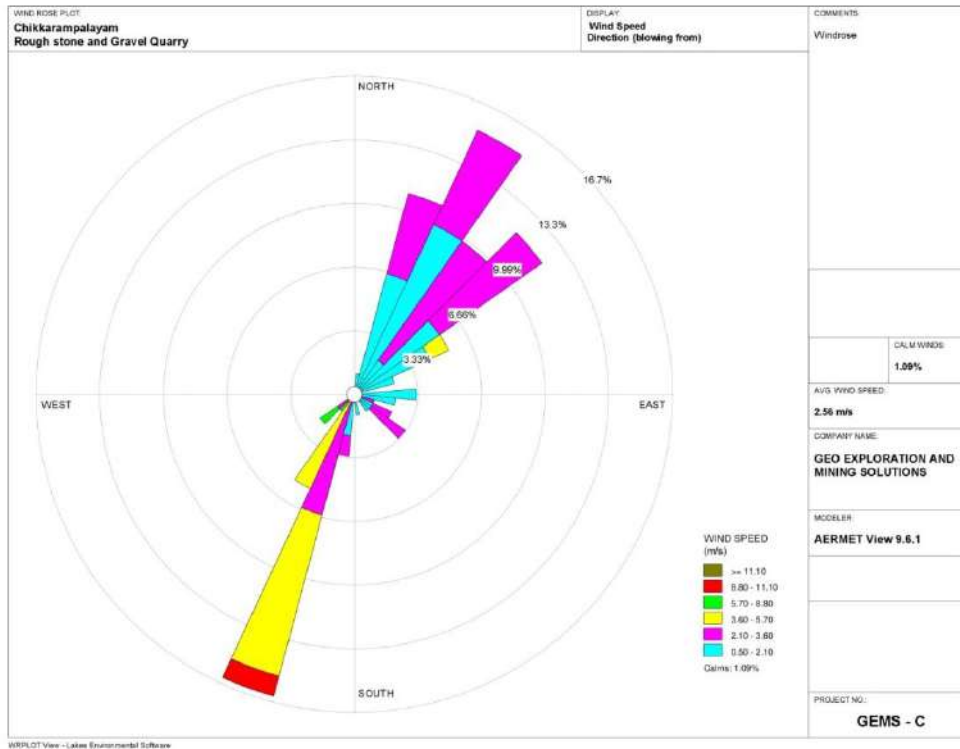 WIND ROSE PLOT:
Chikkarampalayam
Rough stone and Gravel Quarry
DISPLAY:
Wind Speed
Direction (blowing from)
COMMENTS:
Windrose
NORTH
16.7%
13.3%
9.99%
6.66%
3.33%
WEST
EAST
SOUTH
CALM WINDS:
1.09%
AVG. WIND SPEED:
2.56 m/s
COMPANY NAME:
GEO EXPLORATION AND
MINING SOLUTIONS
MODELER:
AERMET View 9.6.1
WIND SPEED
(m/s)
>= 11.10
8.80 - 11.10
5.70 - 8.80
3.60 - 5.70
2.10 - 3.60
0.50 - 2.10
Calms: 1.09%
PROJECT NO.:
GEMS - C
WRPLOT View - Lakes Environmental Software